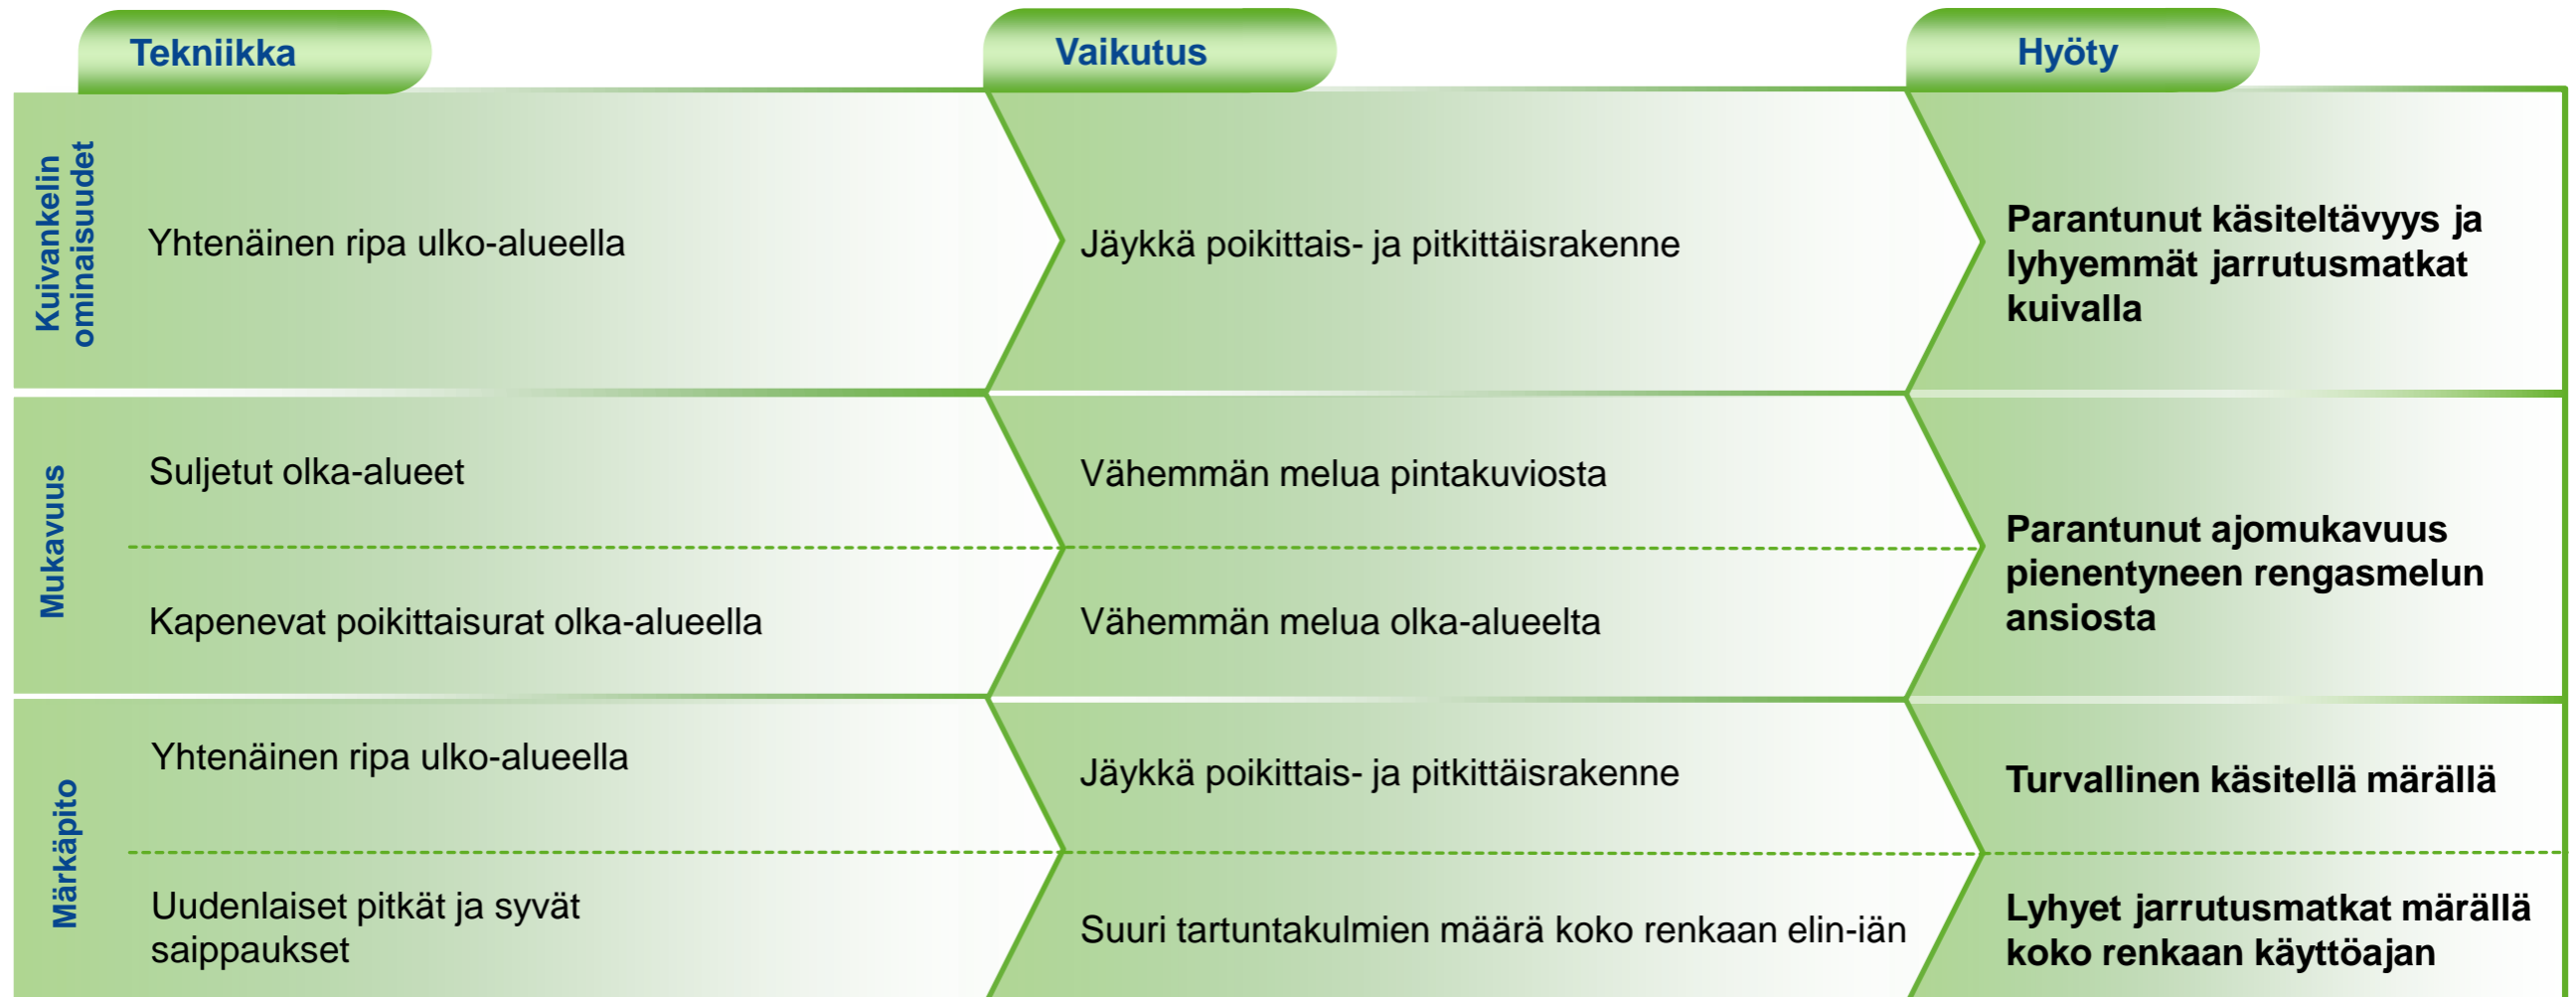 Tekniikka
Vaikutus
Hyöty
Kuivankelin
ominaisuudet
Yhtenäinen ripa ulko-alueella
Jäykkä poikittais- ja pitkittäisrakenne
Parantunut käsiteltävyys ja
lyhyemmät jarrutusmatkat
kuivalla
Mukavuus
Suljetut olka-alueet
Vähemmän melua pintakuviosta
Kapenevat poikittaisurat olka-alueella
Vähemmän melua olka-alueelta
Parantunut ajomukavuus
pienentyneen rengasmelun
ansiosta
Märkäpito
Yhtenäinen ripa ulko-alueella
Jäykkä poikittais- ja pitkittäisrakenne
Turvallinen käsitellä märällä
Uudenlaiset pitkät ja syvät
saippaukset
Suuri tartuntakulmien määrä koko renkaan elin-iän
Lyhyet jarrutusmatkat märällä
koko renkaan käyttöajan